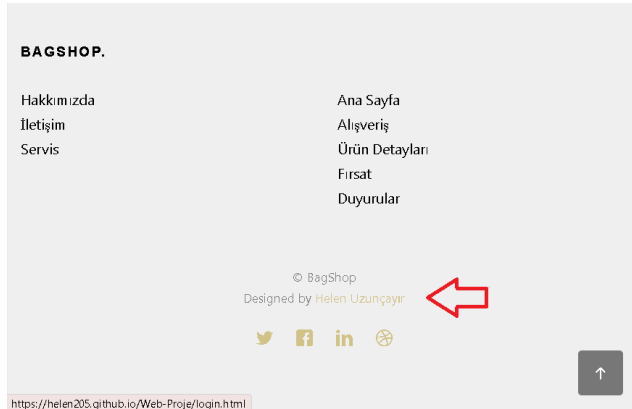 BAGSHOP.
Hakkımızda
İletişim
Servis
Ana Sayfa
Alışveriş
Ürün Detayları
Fırsat
Duyurular
© BagShop
Designed by Helen Uzunçayır
https://helen205.github.io/Web-Proje/login.html